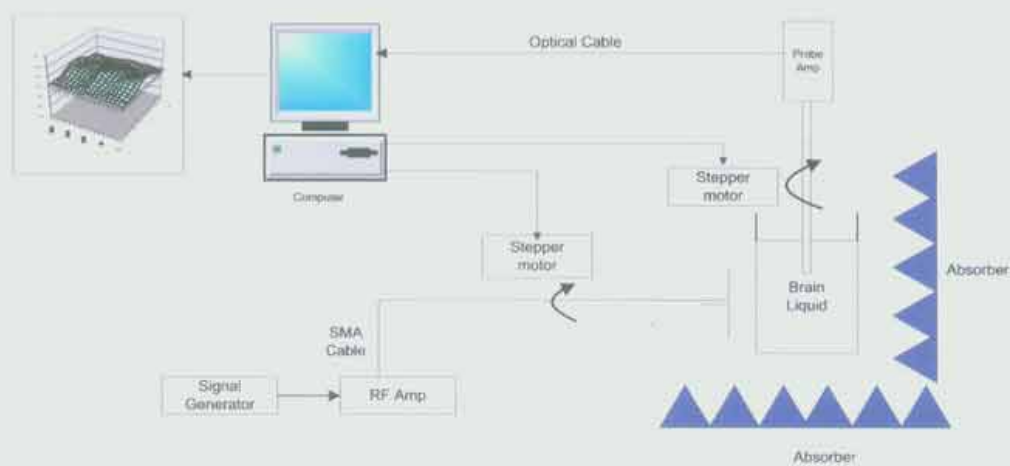 Optical Cable
Probe
Amp
Computer
Stepper
motor
Stepper
motor
Absorber
Brain
Liquid
SMA
Cable
Signal
Generator
RF Amp
Absorber